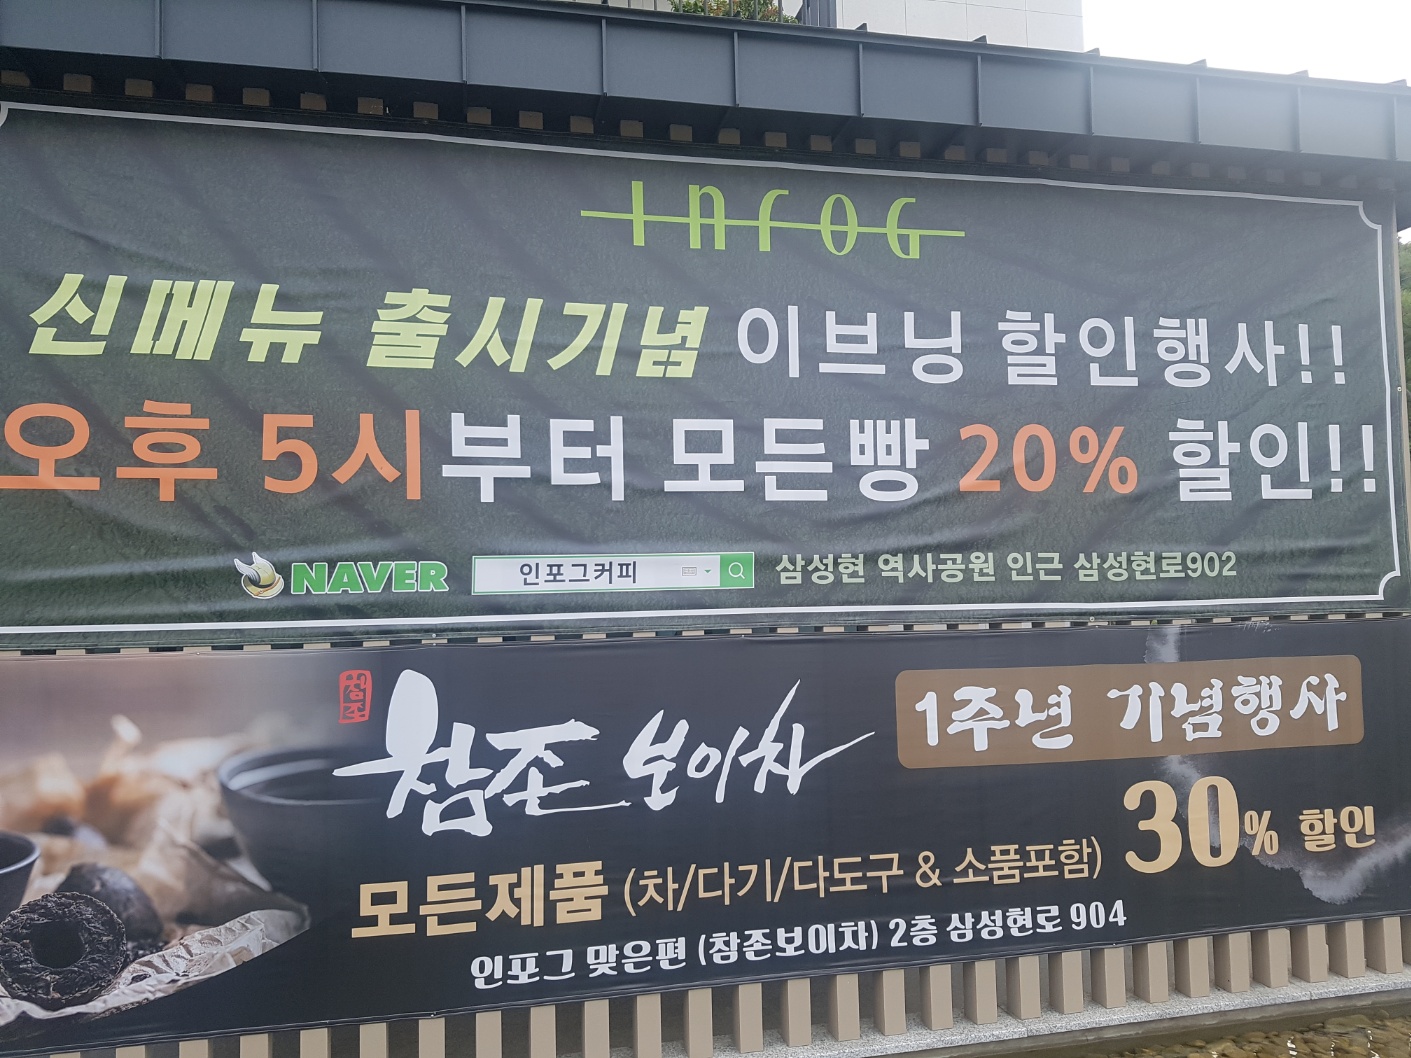 INFOG
신메뉴 출시기념 이브닝 할인행사!!
오후 5시부터 모든빵 20% 할인!!
NAVER 인포그커피 삼성현 역사공원 인근 삼성현로902
참존
참존 보이차
1주년 기념행사
30% 할인
모든제품 (차/다기/다도구 & 소품포함)
인포그 맞은편 (참존보이차) 2층 삼성현로 904